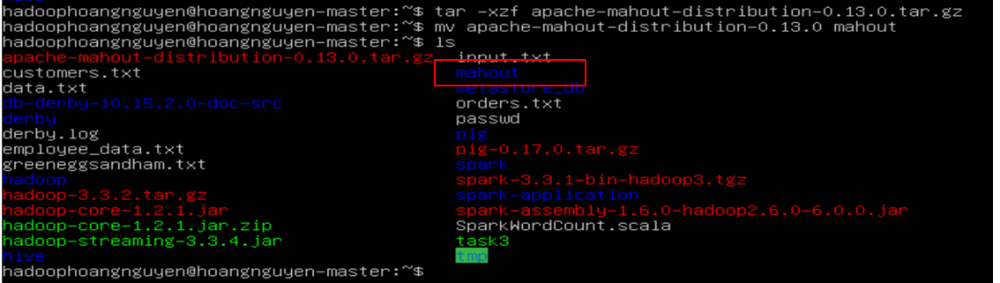 hadoophoangnguyen@hoangnguyen-master:~$ tar -xzf apache-mahout-distribution-0.13.0.tar.gz
hadoophoangnguyen@hoangnguyen-master:~$ mv apache-mahout-distribution-0.13.0 mahout
hadoophoangnguyen@hoangnguyen-master:~$ ls
apache-mahout-distribution-0.13.0.tar.gz input.txt
customers.txt mahout
data.txt metastore_db
db-derby-10.15.2.0-doc-src orders.txt
derby passwd
derby.log pig
employee_data.txt pig-0.17.0.tar.gz
greeneggsandham.txt spark
hadoop spark-3.3.1-bin-hadoop3.tgz
hadoop-3.3.2.tar.gz spark-application
hadoop-core-1.2.1.jar spark-assembly-1.6.0-hadoop2.6.0-6.0.0.jar
hadoop-core-1.2.1.jar.zip SparkWordCount.scala
hadoop-streaming-3.3.4.jar task3
hive tmp
hadoophoangnguyen@hoangnguyen-master:~$